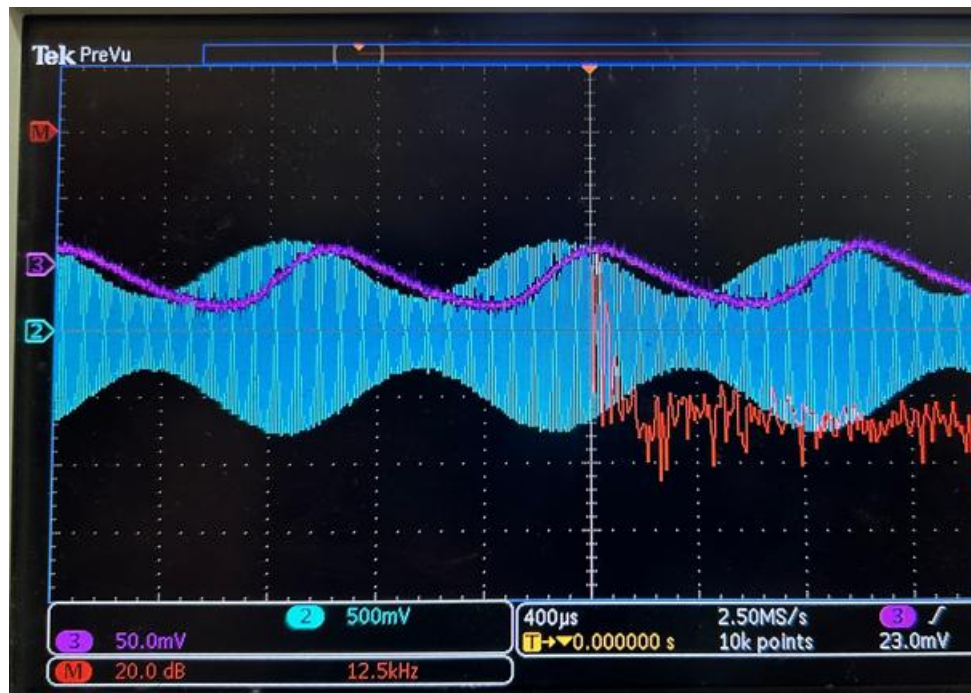 Tek PreVu
M
3
2
2 500mV
3 50.0mV
M 20.0 dB 12.5kHz
400µs 2.50MS/s 3
T 0.000000 s 10k points 23.0mV